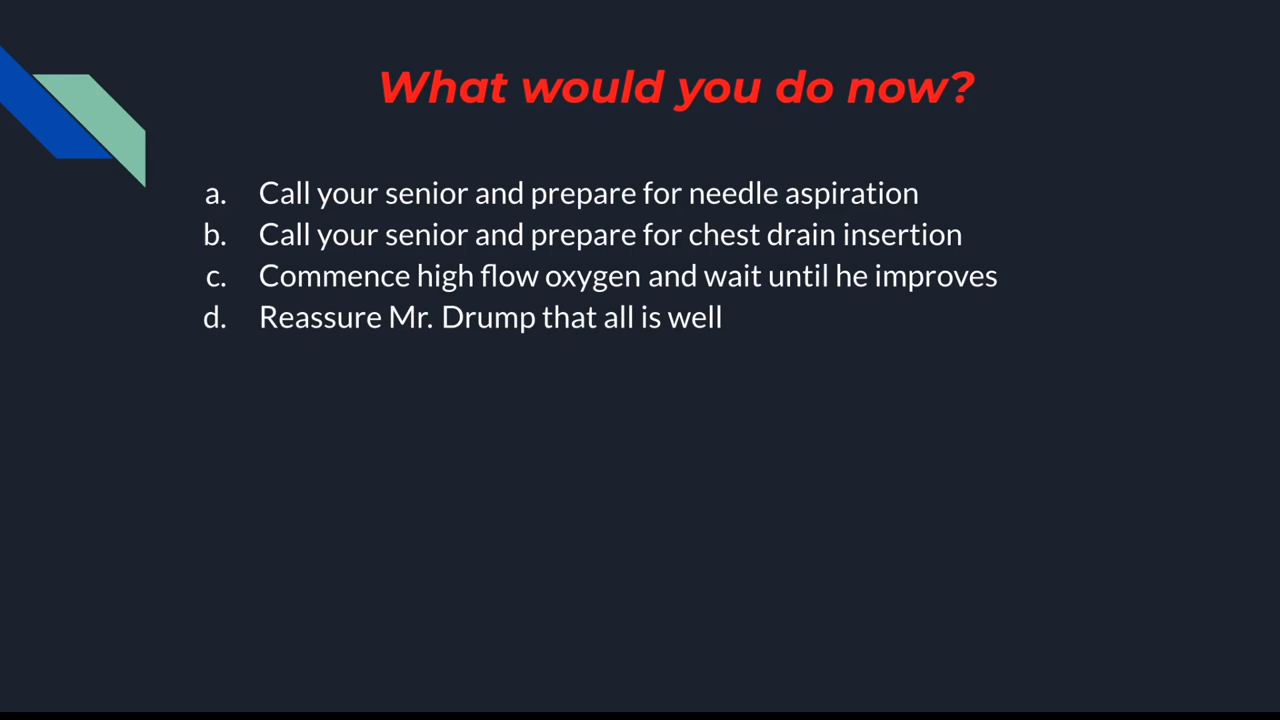 What would you do now?
a. Call your senior and prepare for needle aspiration
b. Call your senior and prepare for chest drain insertion
c. Commence high flow oxygen and wait until he improves
d. Reassure Mr. Drump that all is well